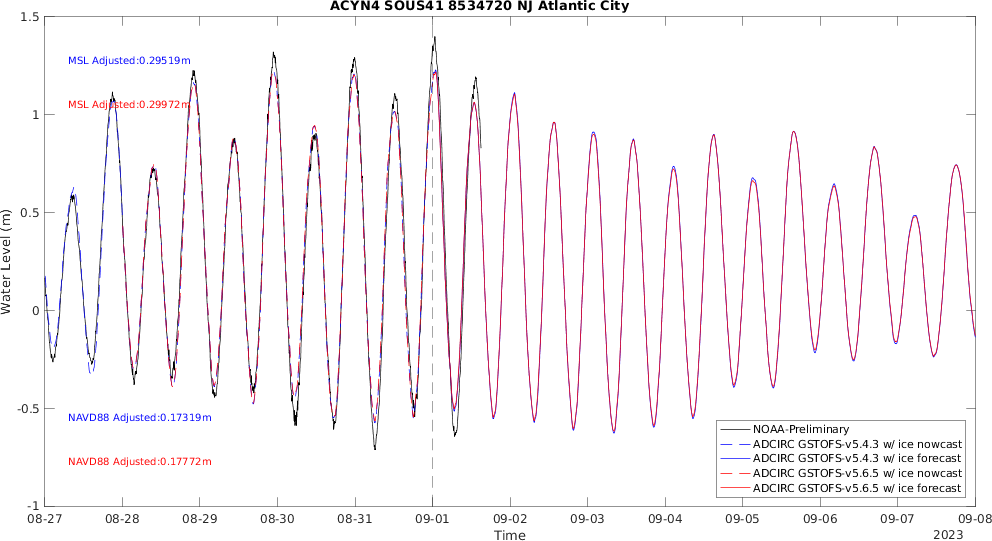 ACYN4 SOUS41 8534720 NJ Atlantic City
1.5
1
0.5
0
-0.5
-1
Water Level (m)
MSL Adjusted:0.29519m
MSL Adjusted:0.29972m
NAVD88 Adjusted:0.17319m
NAVD88 Adjusted:0.17772m
NOAA-Preliminary
ADCIRC GSTOFS-v5.4.3 w/ ice nowcast
ADCIRC GSTOFS-v5.4.3 w/ ice forecast
ADCIRC GSTOFS-v5.6.5 w/ ice nowcast
ADCIRC GSTOFS-v5.6.5 w/ ice forecast
08-27 08-28 08-29 08-30 08-31 09-01 09-02 09-03 09-04 09-05 09-06 09-07 09-08
Time
2023